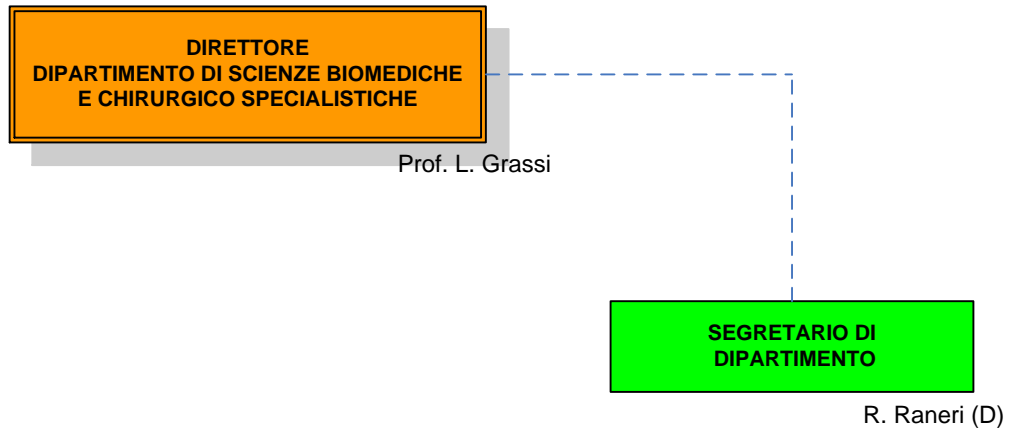 DIRETTORE
DIPARTIMENTO DI SCIENZE BIOMEDICHE
E CHIRURGICO SPECIALISTICHE
Prof. L. Grassi
SEGRETARIO DI
DIPARTIMENTO
R. Raneri (D)